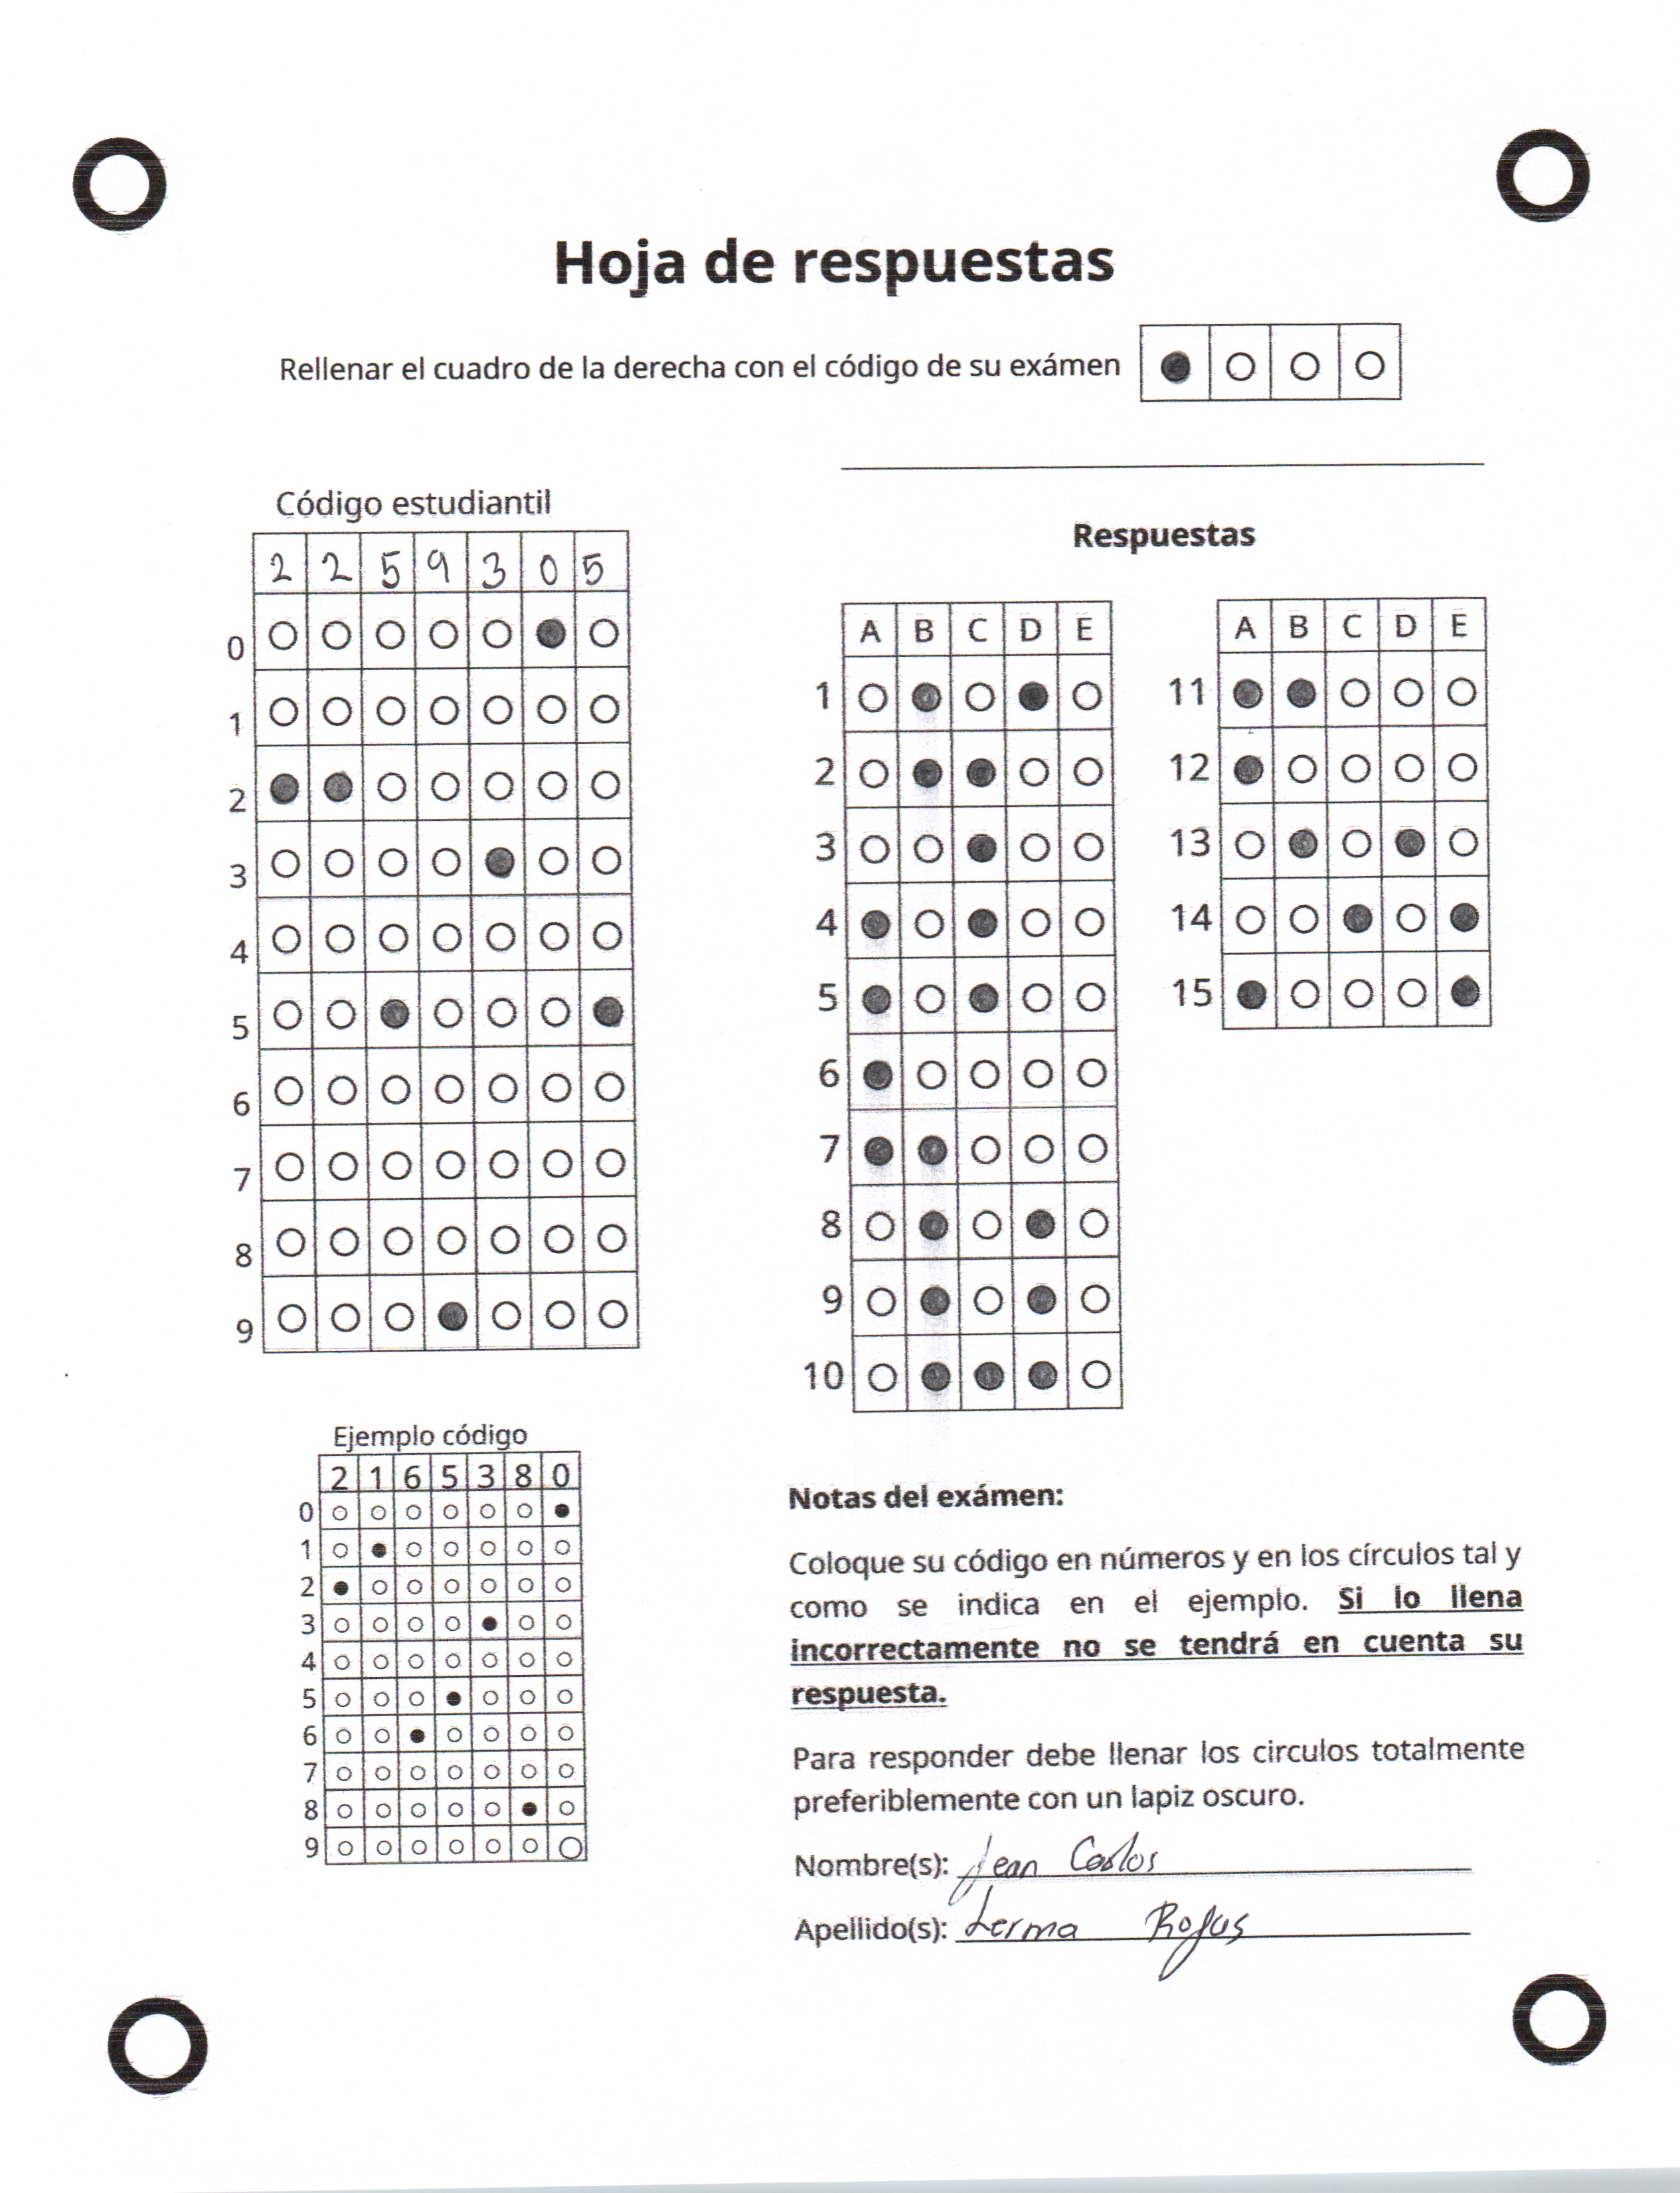 Hoja de respuestas
Rellenar el cuadro de la derecha con el código de su exámen
Código estudiantil
2 2 5 9 3 0 5
0
1
2
3
4
5
6
7
8
9
Respuestas
A B C D E
1
2
3
4
5
6
7
8
9
10
A B C D E
11
12
13
14
15
Ejemplo código
2 1 6 5 3 8 0
0
1
2
3
4
5
6
7
8
9
Notas del exámen:
Coloque su código en números y en los círculos tal y
como se indica en el ejemplo. Si lo llena
incorrectamente no se tendrá en cuenta su
respuesta.
Para responder debe llenar los circulos totalmente
preferiblemente con un lapiz oscuro.
Nombre(s): Jean Carlos
Apellido(s): Lerma Rojas